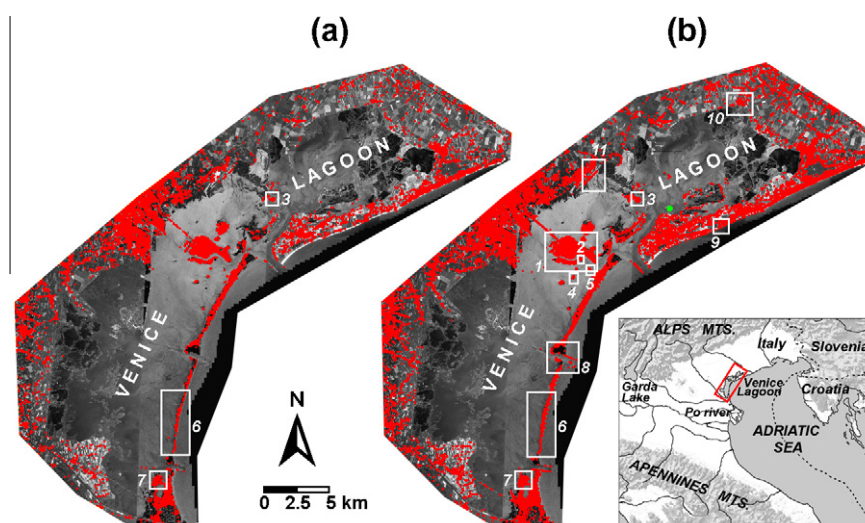 (a)
(b)
VENICE LAGOON
3
6
7
N
0 2.5 5 km
VENICE LAGOON
10
11
3
9
2
1
4
5
8
6
7
ALPS MTS.
Italy
Slovenia
Garda
Lake
Venice
Lagoon
Croatia
Po river
ADRIATIC
SEA
APENNINES MTS.